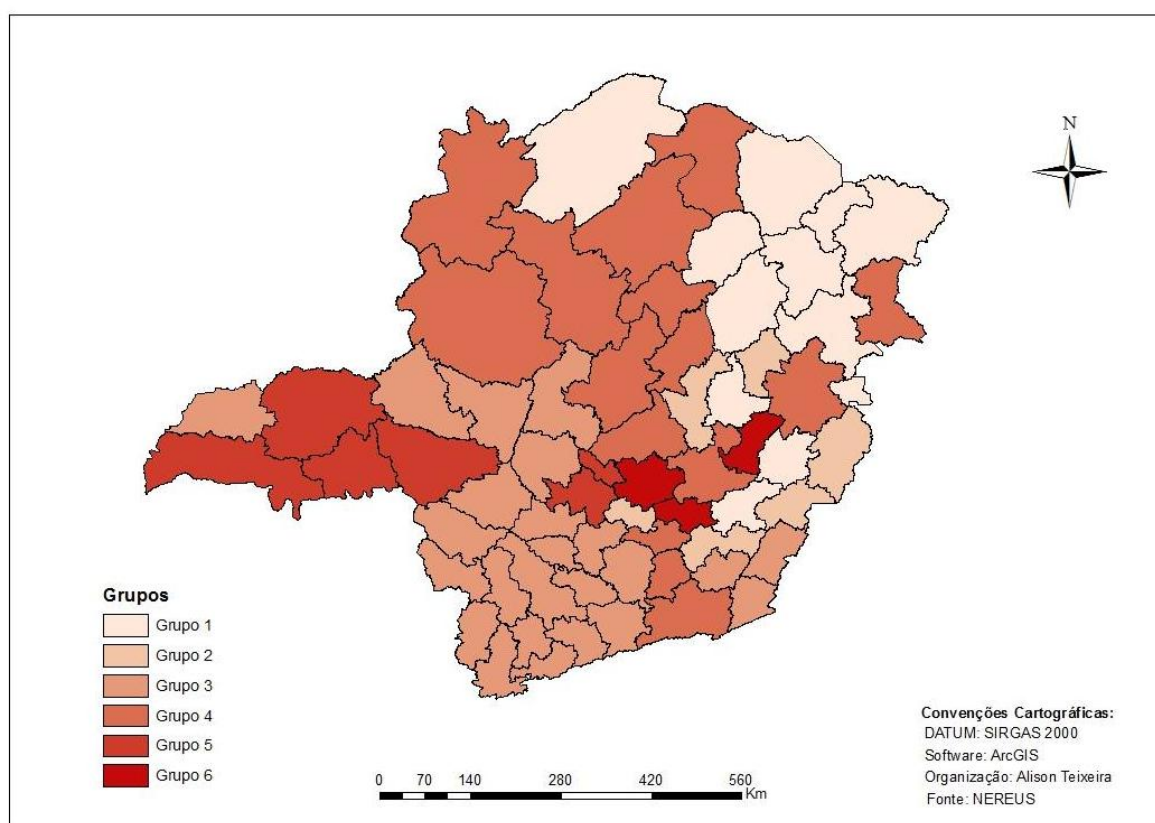 N
Grupos
Grupo 1
Grupo 2
Grupo 3
Grupo 4
Grupo 5
Grupo 6
0 70 140 280 420 560
Km
Convenções Cartográficas:
DATUM: SIRGAS 2000
Software: ArcGIS
Organização: Alison Teixeira
Fonte: NEREUS